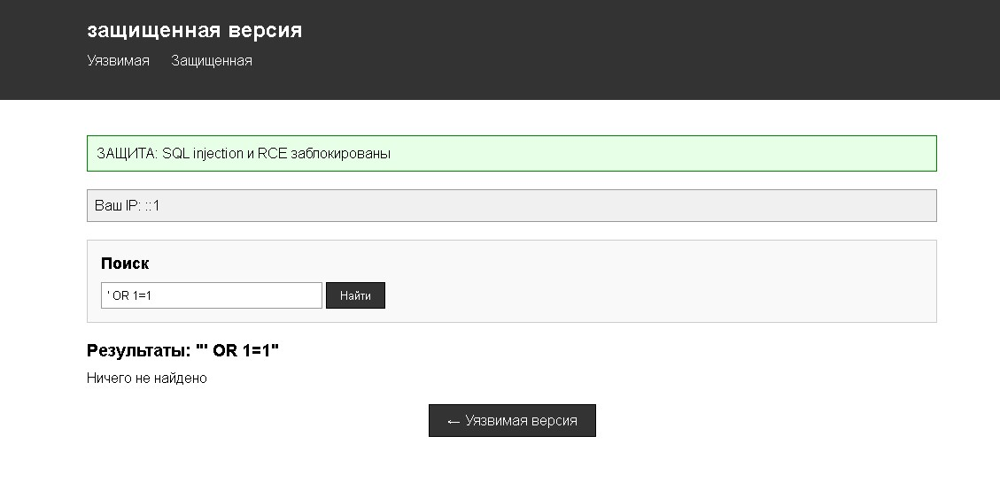 защищенная версия
Уязвимая Защищенная
ЗАЩИТА: SQL injection и RCE заблокированы
Ваш IP: ::1
Поиск
' OR 1=1 Найти
Результаты: "' OR 1=1"
Ничего не найдено
← Уязвимая версия